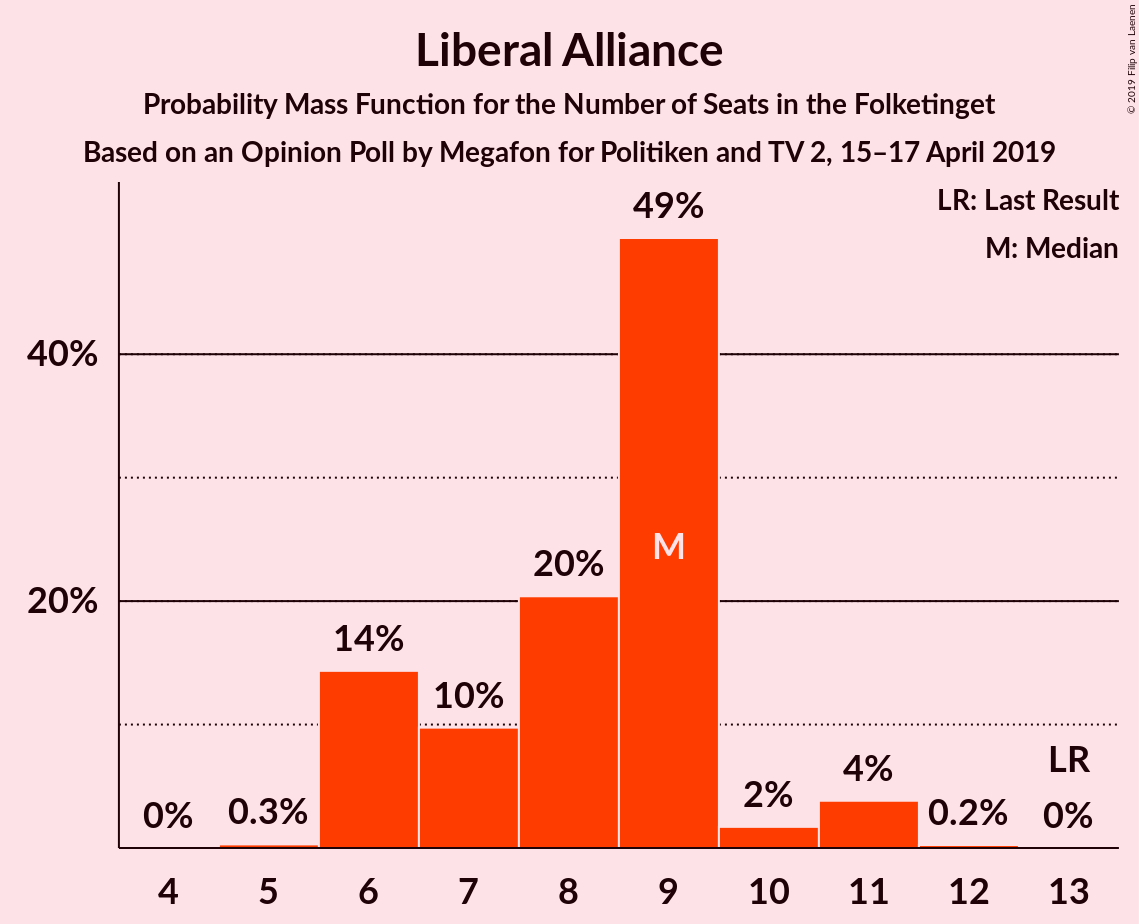 Liberal Alliance
Probability Mass Function for the Number of Seats in the Folketinget
Based on an Opinion Poll by Megafon for Politiken and TV 2, 15–17 April 2019
© 2019 Filip van Laenen
LR: Last Result
M: Median
49%
40%
M
20%
20%
14%
10%
LR
4%
2%
0%
0.3%
0.2%
0%
4 5 6 7 8 9 10 11 12 13